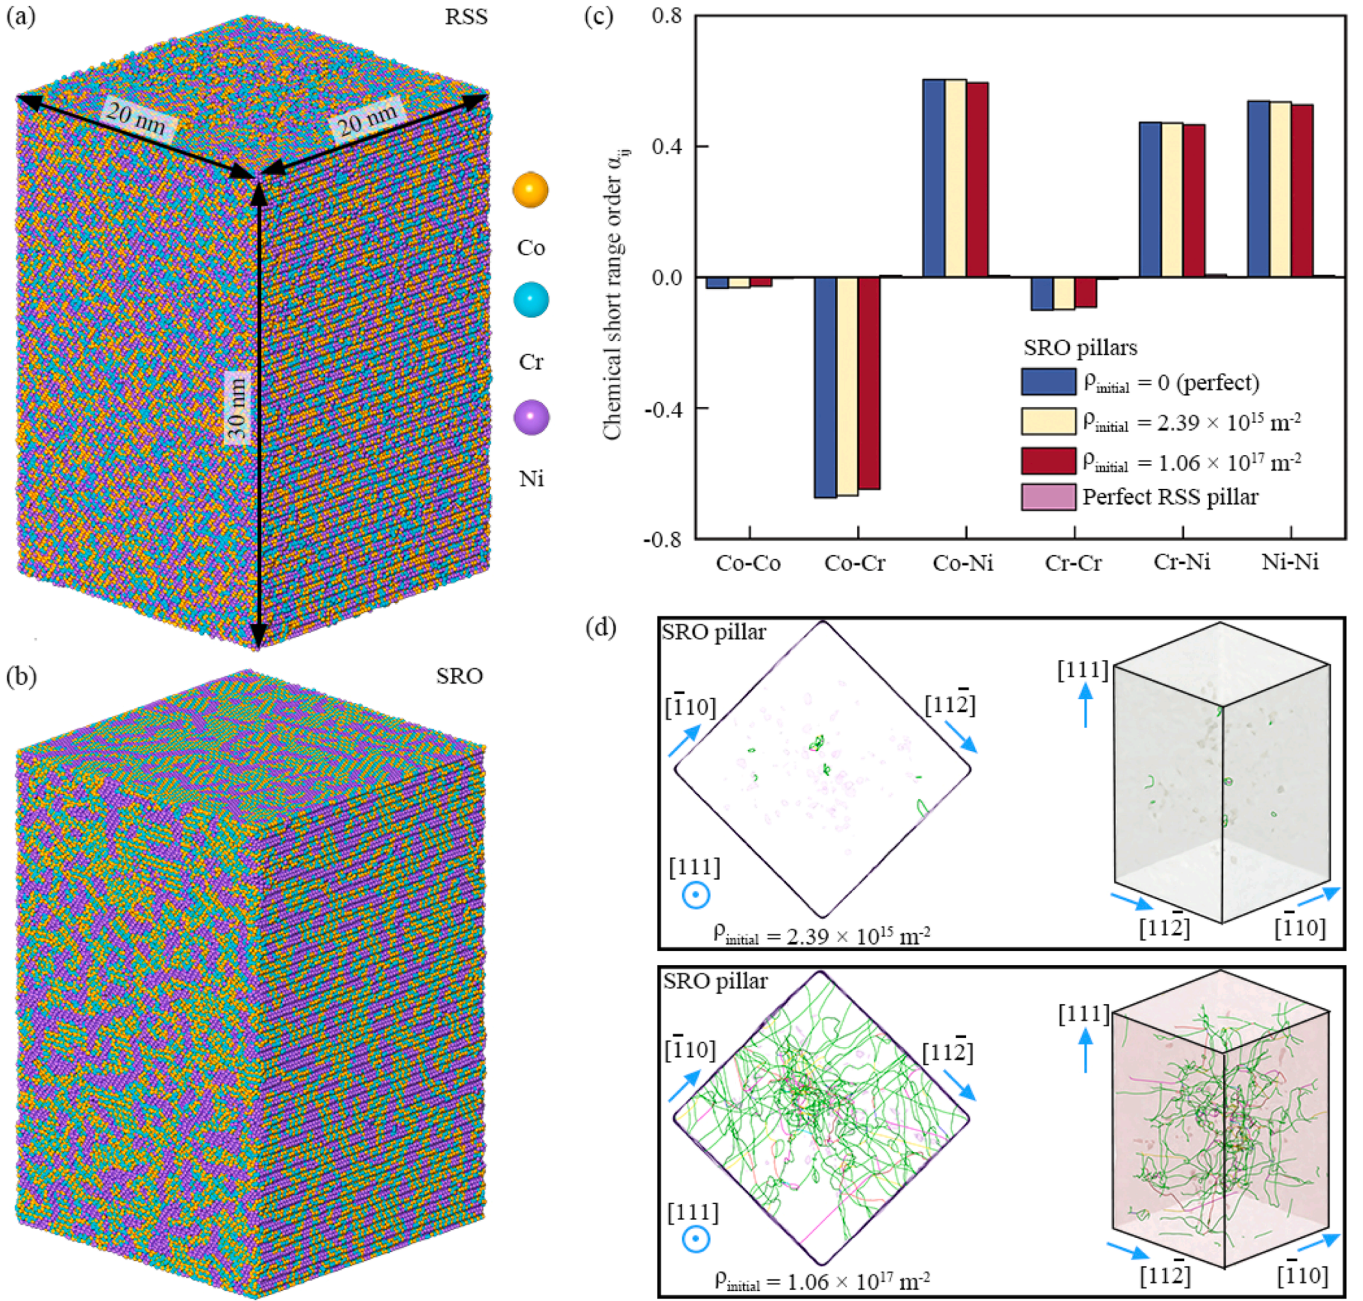 (a)
RSS
20 nm
20 nm
30 nm
Co
Cr
Ni
(b)
SRO
(c)
Chemical short range order αij
0.8
0.4
0.0
-0.4
-0.8
SRO pillars
ρinitial = 0 (perfect)
ρinitial = 2.39 × 10¹⁵ m⁻²
ρinitial = 1.06 × 10¹⁷ m⁻²
Perfect RSS pillar
Co-Co Co-Cr Co-Ni Cr-Cr Cr-Ni Ni-Ni
(d)
SRO pillar
[1̄10]
[112̄]
[111]
ρinitial = 2.39 × 10¹⁵ m⁻²
[111]
[112̄]
[1̄10]
SRO pillar
[1̄10]
[112̄]
[111]
ρinitial = 1.06 × 10¹⁷ m⁻²
[111]
[112̄]
[1̄10]